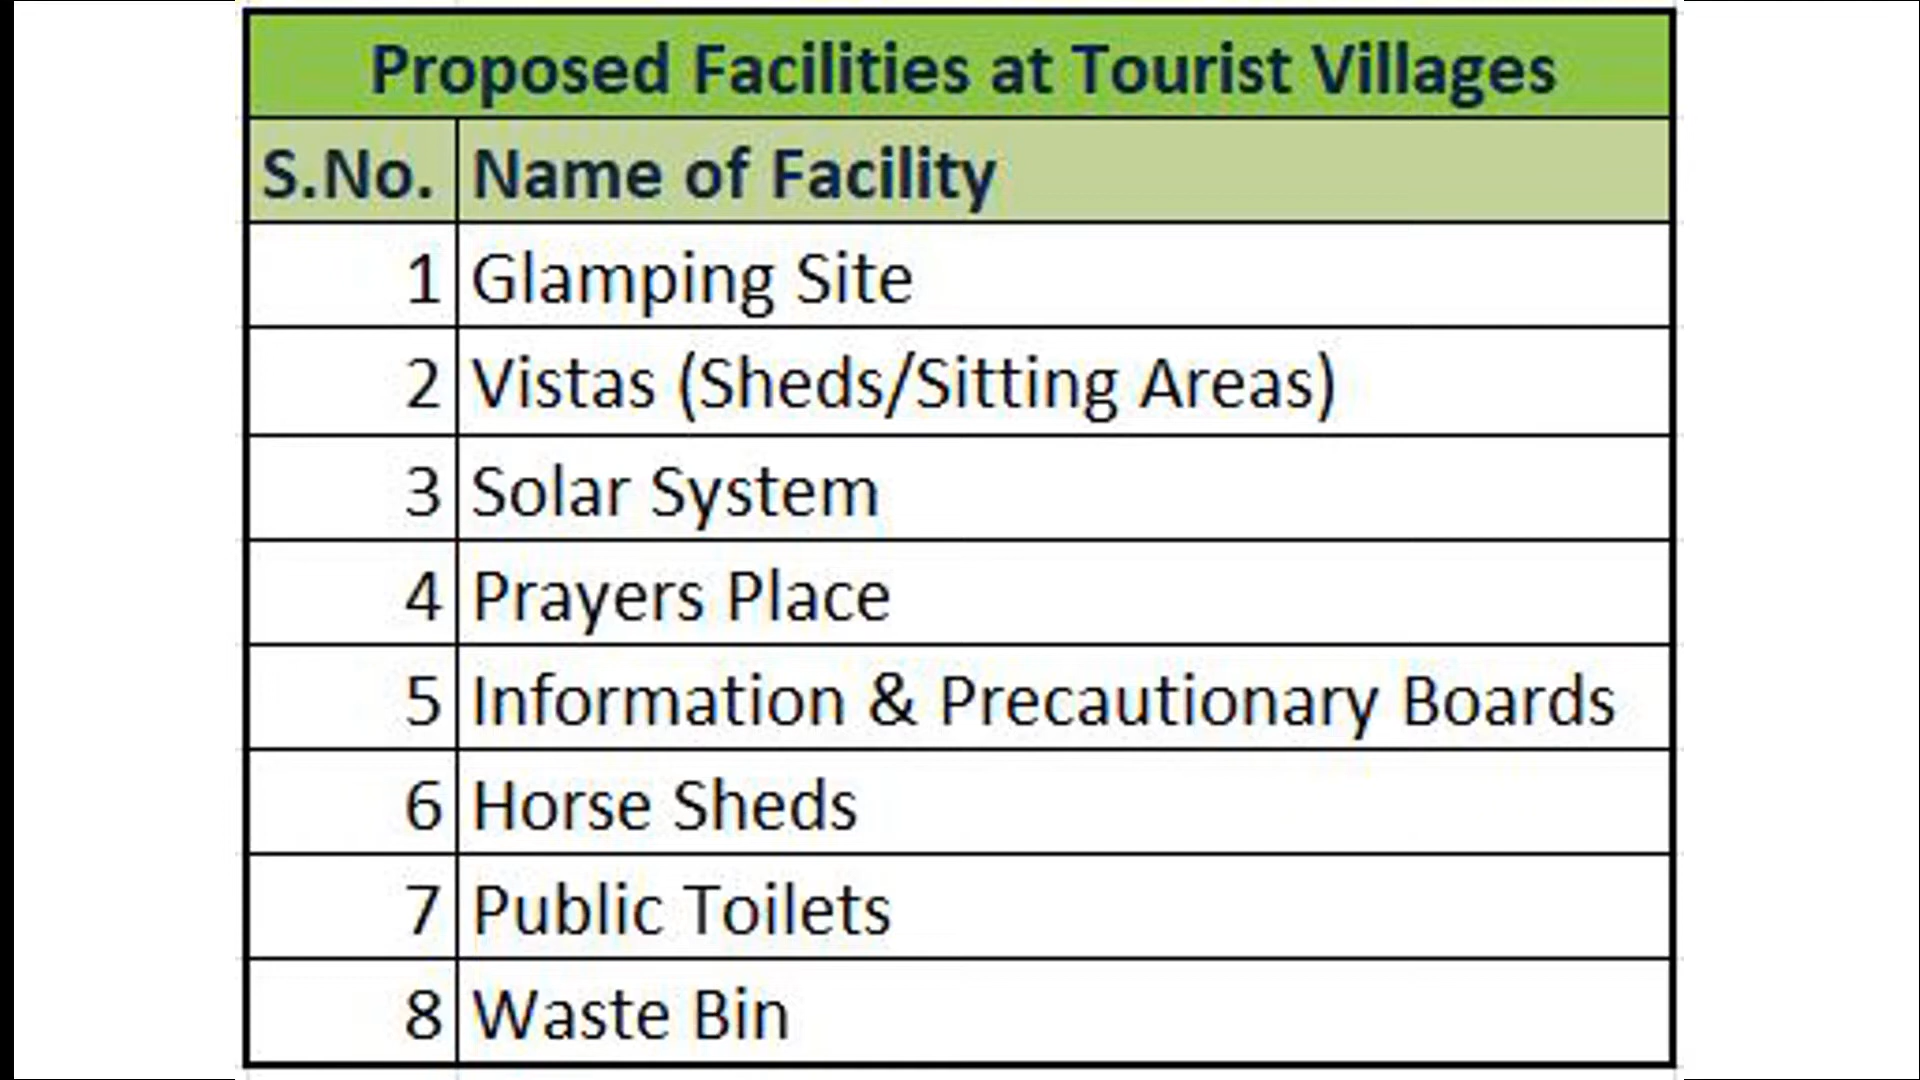 Proposed Facilities at Tourist Villages
S.No. Name of Facility
1 Glamping Site
2 Vistas (Sheds/Sitting Areas)
3 Solar System
4 Prayers Place
5 Information & Precautionary Boards
6 Horse Sheds
7 Public Toilets
8 Waste Bin